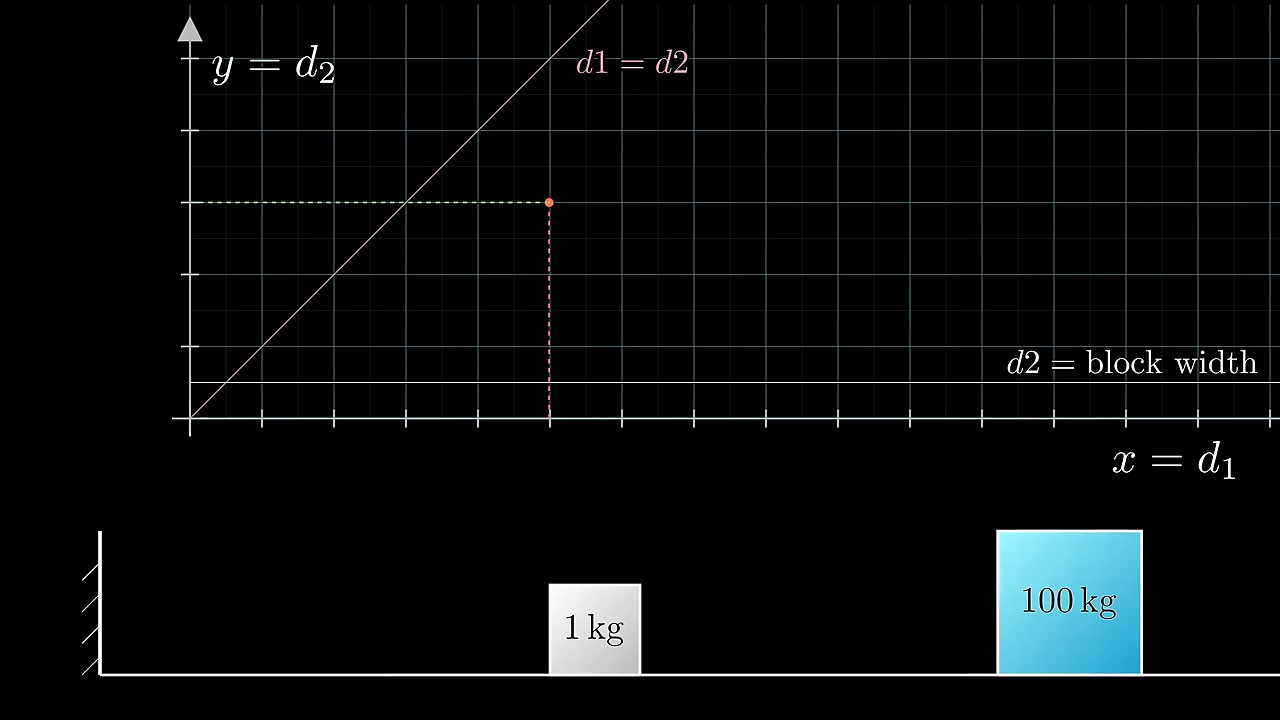 y = d₂
d1 = d2
d2 = block width
x = d₁
1 kg
100 kg